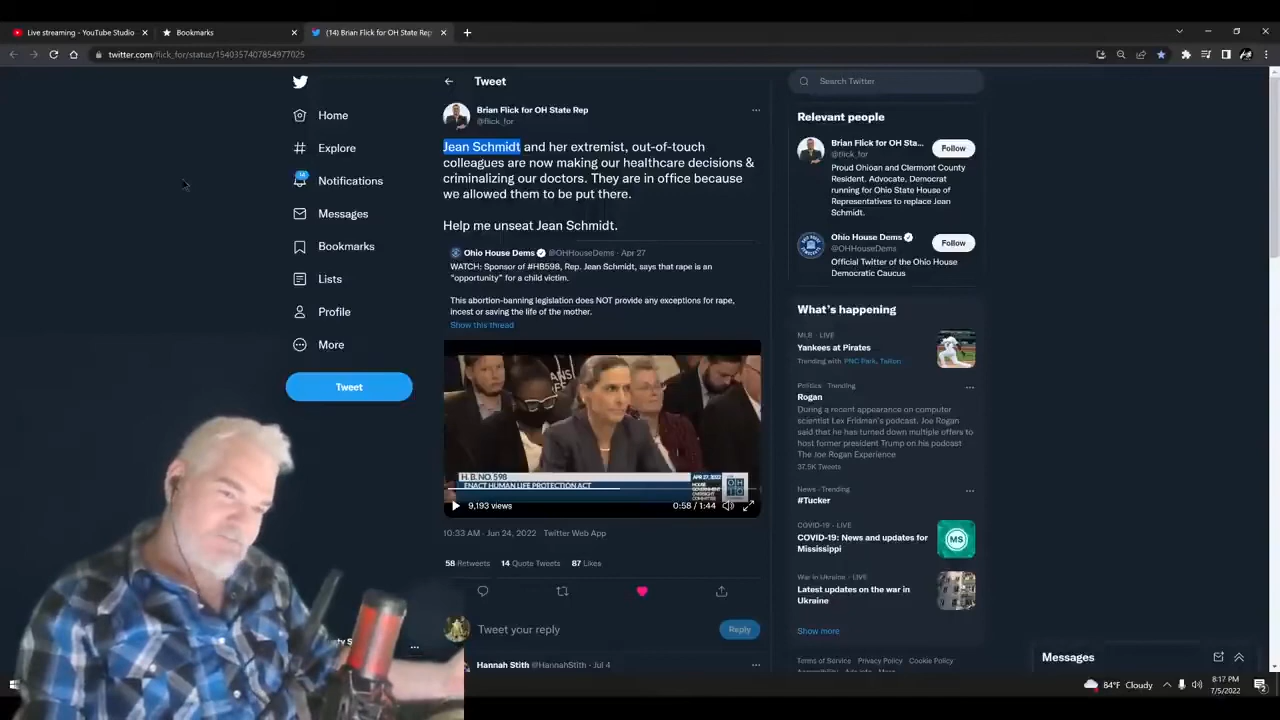 Live streaming - YouTube Studio
Bookmarks
(14) Brian Flick for OH State Rep
twitter.com/flick_for/status/1540357407854977025
Tweet
Search Twitter
Home
Explore
14
Notifications
Messages
Bookmarks
Lists
Profile
More
Tweet
Brian Flick for OH State Rep
@flick_for
Jean Schmidt and her extremist, out-of-touch
colleagues are now making our healthcare decisions &
criminalizing our doctors. They are in office because
we allowed them to be put there.
Help me unseat Jean Schmidt.
Ohio House Dems @OHHouseDems · Apr 27
WATCH: Sponsor of #HB598, Rep. Jean Schmidt, says that rape is an
"opportunity" for a child victim.
This abortion-banning legislation does NOT provide any exceptions for rape,
incest or saving the life of the mother.
Show this thread
H.B. NO. 598
ENACT HUMAN LIFE PROTECTION ACT
APR 27, 2022
HOUSE
GOVERNMENT
OVERSIGHT
COMMITTEE
9,193 views
0:58 / 1:44
10:33 AM · Jun 24, 2022 Twitter Web App
58 Retweets 14 Quote Tweets 87 Likes
Tweet your reply
Reply
Hannah Stith @HannahStith · Jul 4
Relevant people
Brian Flick for OH Sta...
@flick_for
Follow
Proud Ohioan and Clermont County
Resident. Advocate. Democrat
running for Ohio State House of
Representatives to replace Jean
Schmidt.
Ohio House Dems
@OHHouseDems
Follow
Official Twitter of the Ohio House
Democratic Caucus
What's happening
MLB · LIVE
Yankees at Pirates
Trending with PNC Park, Taillon
Politics · Trending
Rogan
During a recent appearance on computer
scientist Lex Fridman's podcast, Joe Rogan
said that he has turned down multiple offers to
host former president Trump on his podcast
The Joe Rogan Experience
37.5K Tweets
News · Trending
#Tucker
COVID-19 · LIVE
COVID-19: News and updates for
Mississippi
MS
War in Ukraine · LIVE
Latest updates on the war in
Ukraine
Show more
Terms of Service Privacy Policy Cookie Policy
Messages
84°F Cloudy
8:17 PM
7/5/2022